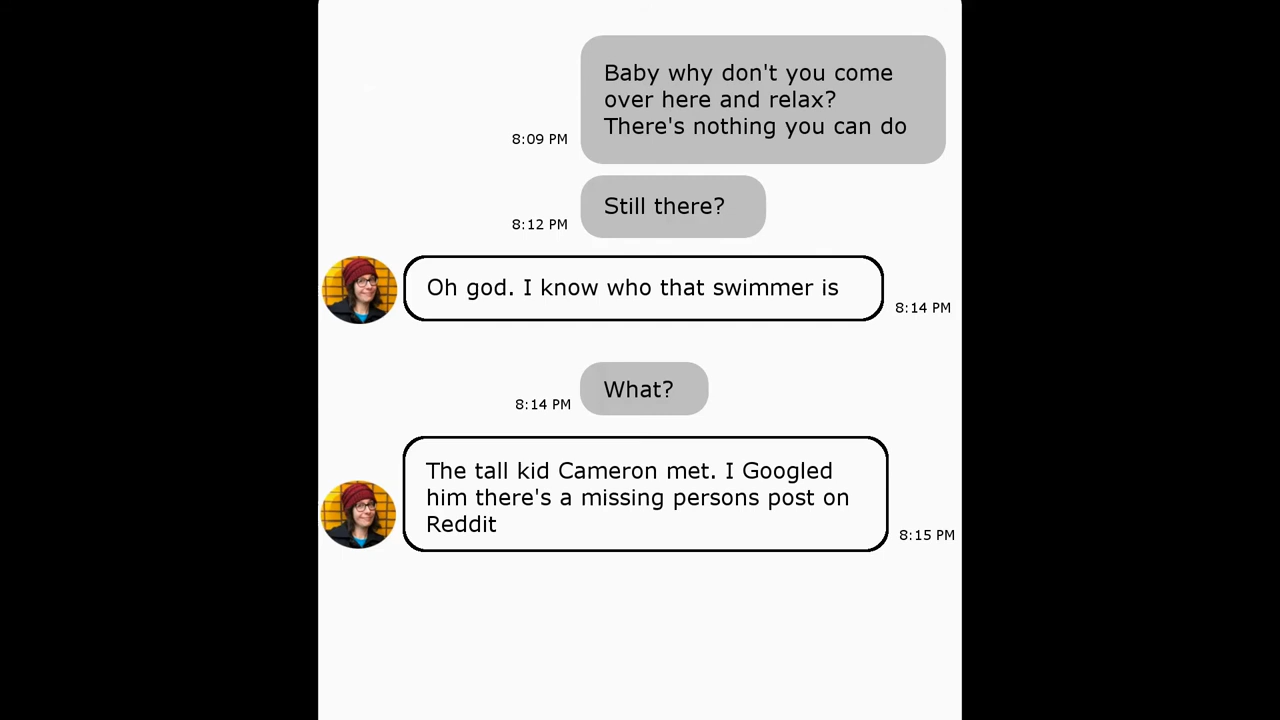 Baby why don't you come
over here and relax?
There's nothing you can do
8:09 PM
Still there?
8:12 PM
Oh god. I know who that swimmer is
8:14 PM
What?
8:14 PM
The tall kid Cameron met. I Googled
him there's a missing persons post on
Reddit
8:15 PM